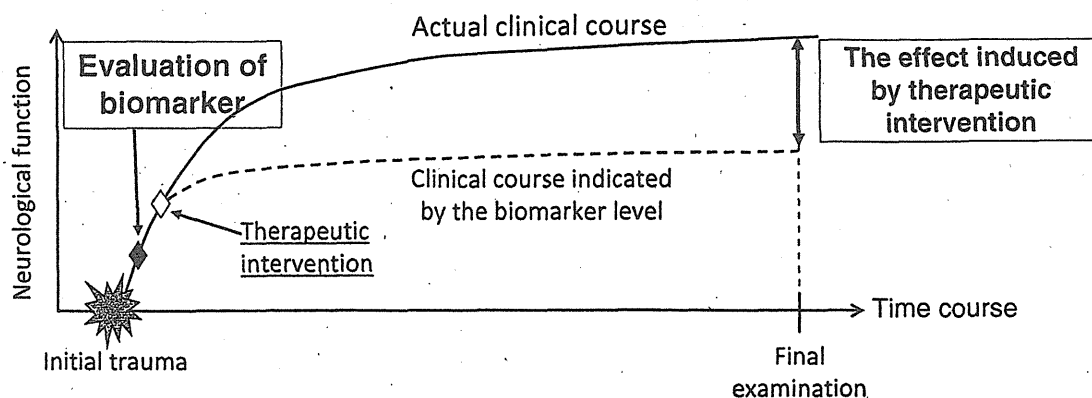 Actual clinical course
Evaluation of
biomarker
The effect induced
by therapeutic
intervention
Neurological function
Clinical course indicated
by the biomarker level
Therapeutic
intervention
Time course
Initial trauma
Final
examination